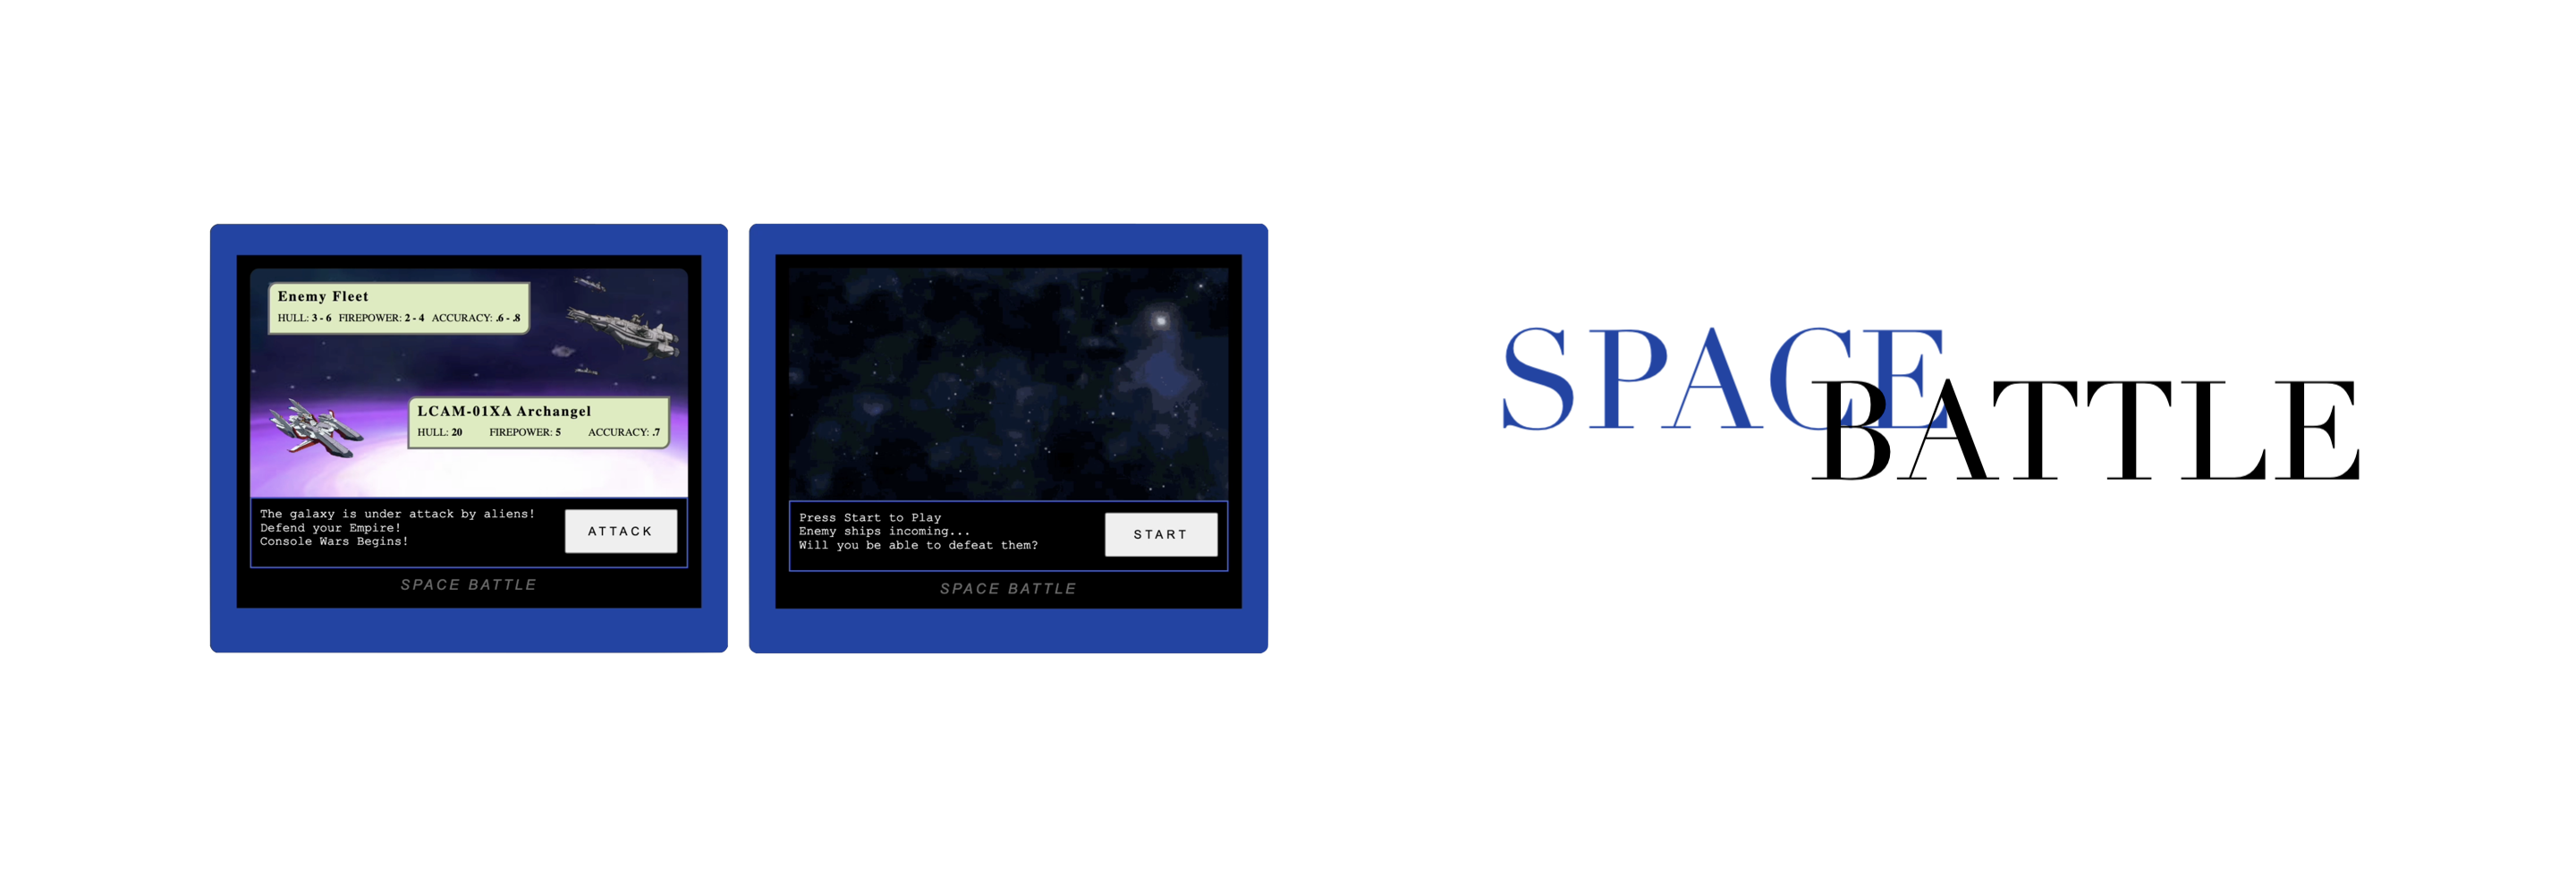 Enemy Fleet
HULL: 3 - 6 FIREPOWER: 2 - 4 ACCURACY: .6 - .8
LCAM-01XA Archangel
HULL: 20 FIREPOWER: 5 ACCURACY: .7
The galaxy is under attack by aliens!
Defend your Empire!
Console Wars Begins!
ATTACK
SPACE BATTLE
Press Start to Play
Enemy ships incoming...
Will you be able to defeat them?
START
SPACE BATTLE
SPACE
BATTLE